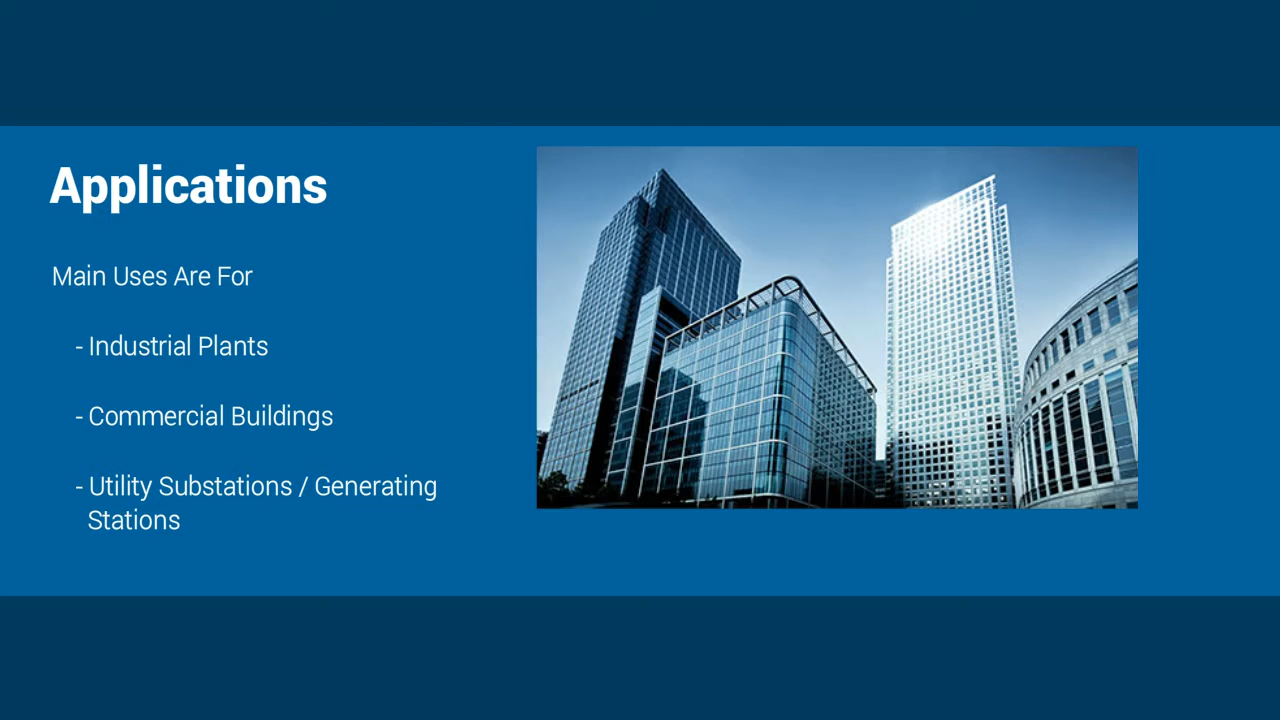 Applications
Main Uses Are For
- Industrial Plants
- Commercial Buildings
- Utility Substations / Generating
Stations